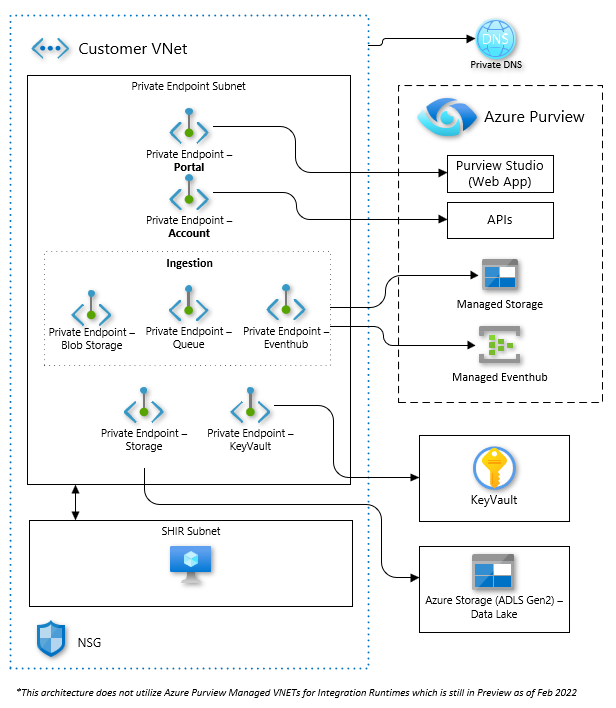 Customer VNet
DNS
Private DNS
Private Endpoint Subnet
Azure Purview
Private Endpoint –
Portal
Purview Studio
(Web App)
Private Endpoint –
Account
APIs
Ingestion
Private Endpoint –
Blob Storage
Private Endpoint –
Queue
Private Endpoint –
Eventhub
Managed Storage
Managed Eventhub
Private Endpoint –
Storage
Private Endpoint –
KeyVault
KeyVault
SHIR Subnet
Azure Storage (ADLS Gen2) –
Data Lake
NSG
*This architecture does not utilize Azure Purview Managed VNETs for Integration Runtimes which is still in Preview as of Feb 2022